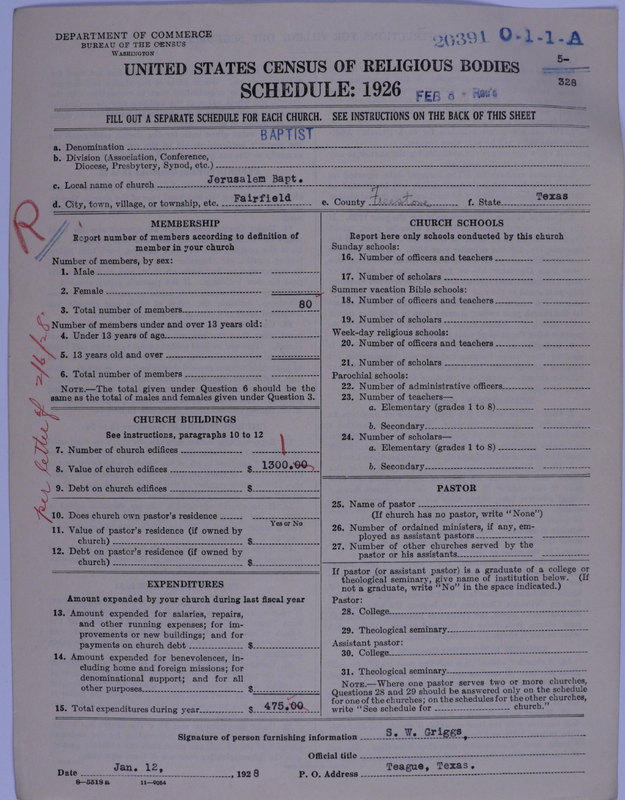 DEPARTMENT OF COMMERCE
BUREAU OF THE CENSUS
WASHINGTON
20391 0-1-1-A
5-
328
UNITED STATES CENSUS OF RELIGIOUS BODIES
SCHEDULE: 1926
FEB 6 - Rec'd
FILL OUT A SEPARATE SCHEDULE FOR EACH CHURCH. SEE INSTRUCTIONS ON THE BACK OF THIS SHEET
a. Denomination BAPTIST
b. Division (Association, Conference,
Diocese, Presbytery, Synod, etc.)
c. Local name of church Jerusalem Bapt.
d. City, town, village, or township, etc. Fairfield e. County Freestone f. State Texas
R
per letter of 2/6/28.
MEMBERSHIP
Report number of members according to definition of
member in your church
Number of members, by sex:
1. Male
2. Female
3. Total number of members 80
Number of members under and over 13 years old:
4. Under 13 years of age
5. 13 years old and over
6. Total number of members
NOTE.—The total given under Question 6 should be the
same as the total of males and females given under Question 3.
CHURCH BUILDINGS
See instructions, paragraphs 10 to 12
7. Number of church edifices 1
8. Value of church edifices $ 1300.00
9. Debt on church edifices $
10. Does church own pastor's residence
Yes or No
11. Value of pastor's residence (if owned by
church) $
12. Debt on pastor's residence (if owned by
church) $
EXPENDITURES
Amount expended by your church during last fiscal year
13. Amount expended for salaries, repairs,
and other running expenses; for im-
provements or new buildings; and for
payments on church debt $
14. Amount expended for benevolences, in-
cluding home and foreign missions; for
denominational support; and for all
other purposes $
15. Total expenditures during year $ 475.00
CHURCH SCHOOLS
Report here only schools conducted by this church
Sunday schools:
16. Number of officers and teachers
17. Number of scholars
Summer vacation Bible schools:
18. Number of officers and teachers
19. Number of scholars
Week-day religious schools:
20. Number of officers and teachers
21. Number of scholars
Parochial schools:
22. Number of administrative officers
23. Number of teachers—
a. Elementary (grades 1 to 8)
b. Secondary
24. Number of scholars—
a. Elementary (grades 1 to 8)
b. Secondary
PASTOR
25. Name of pastor
(If church has no pastor, write "None")
26. Number of ordained ministers, if any, em-
ployed as assistant pastors
27. Number of other churches served by the
pastor or his assistants
If pastor (or assistant pastor) is a graduate of a college or
theological seminary, give name of institution below. (If
not a graduate, write "No" in the space indicated.)
Pastor:
28. College
29. Theological seminary
Assistant pastor:
30. College
31. Theological seminary
NOTE.—Where one pastor serves two or more churches,
Questions 28 and 29 should be answered only on the schedule
for one of the churches; on the schedules for the other churches,
write "See schedule for church."
Signature of person furnishing information S. W. Griggs,
Official title
Date Jan. 12, , 1928 P. O. Address Teague, Texas.
8-5518a 11-9054